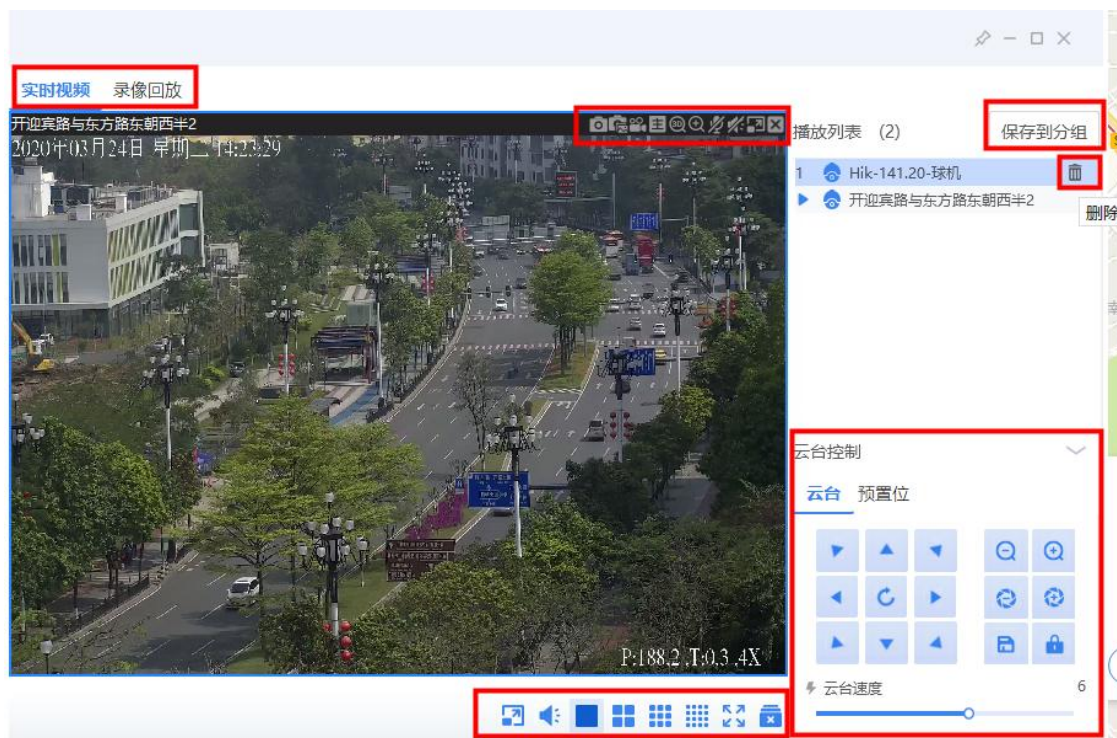 实时视频 录像回放
开迎宾路与东方路东朝西半2
2020年03月24日 星期二 14:23:29
主 3D
播放列表 (2)
保存到分组
1 Hik-141.20-球机
开迎宾路与东方路东朝西半2
删除
云台控制
云台 预置位
云台速度 6
P:188.2 ,T:0.3 ,4X